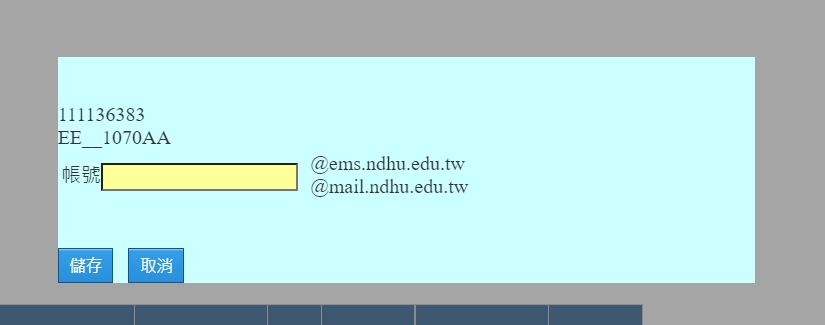 111136383
EE__1070AA
帳號
@ems.ndhu.edu.tw
@mail.ndhu.edu.tw
儲存 取消